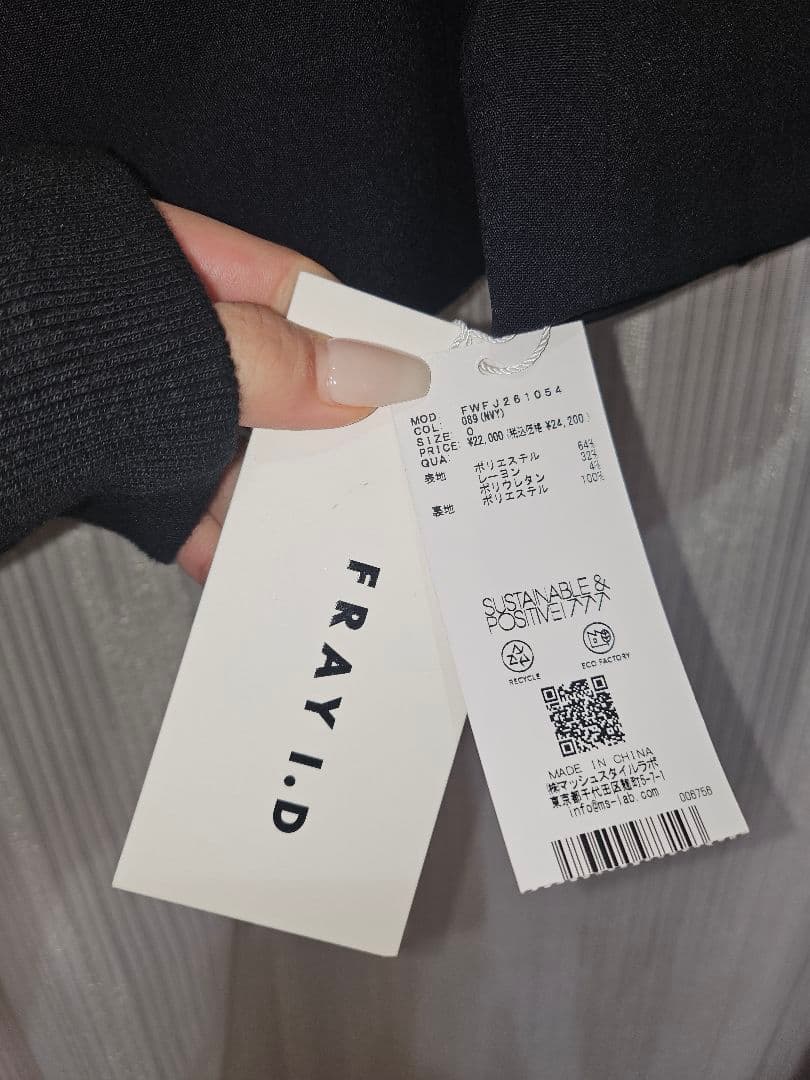 FRAY I.D
MOD: FWFJ261054
COL: 089(NVY)
SIZE: 0
PRICE: ¥22,000(税込価格 ¥24,200)
QUA:
表地 ポリエステル 64%
レーヨン 32%
ポリウレタン 4%
裏地 ポリエステル 100%
SUSTAINABLE &
POSITIVE! 777
RECYCLE
ECO FACTORY
MADE IN CHINA
㈱マッシュスタイルラボ
東京都千代田区麹町5-7-1
info@ms-lab.com 006756